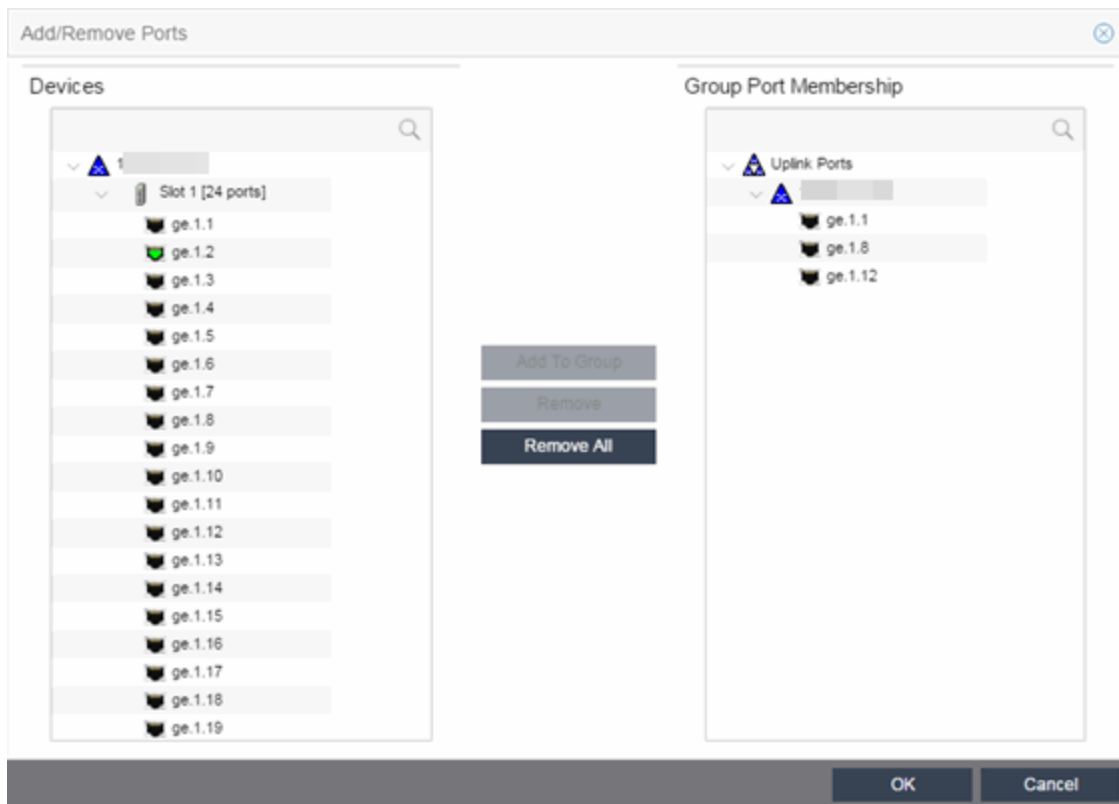 Add/Remove Ports
Devices
Group Port Membership
Slot 1 [24 ports]
ge.1.1
ge.1.2
ge.1.3
ge.1.4
ge.1.5
ge.1.6
ge.1.7
ge.1.8
ge.1.9
ge.1.10
ge.1.11
ge.1.12
ge.1.13
ge.1.14
ge.1.15
ge.1.16
ge.1.17
ge.1.18
ge.1.19
Add To Group
Remove
Remove All
Uplink Ports
ge.1.1
ge.1.8
ge.1.12
OK
Cancel